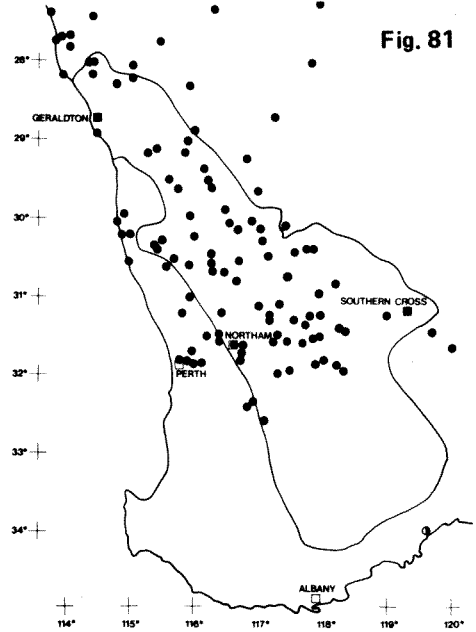 Fig. 81
28°
GERALDTON
29°
30°
31°
SOUTHERN CROSS
NORTHAM
32°
PERTH
33°
34°
ALBANY
114° 115° 116° 117° 118° 119° 120°